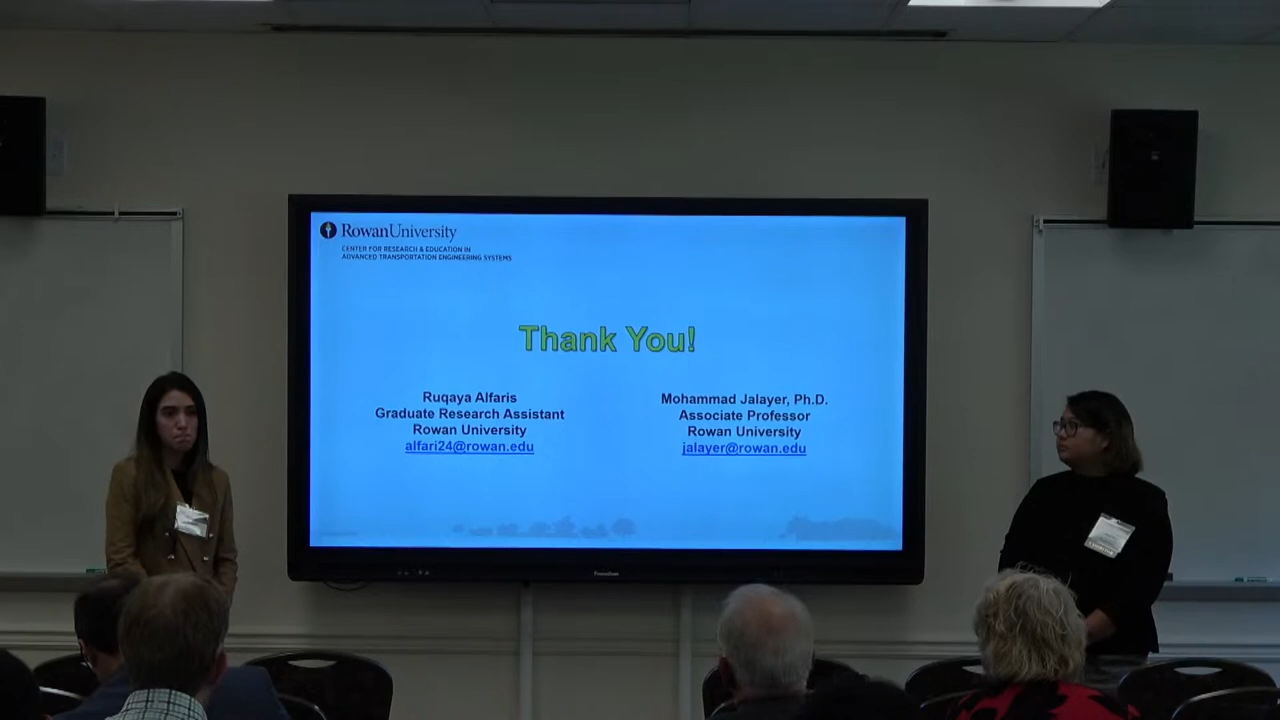 RowanUniversity
CENTER FOR RESEARCH & EDUCATION IN
ADVANCED TRANSPORTATION ENGINEERING SYSTEMS
Thank You!
Ruqaya Alfaris
Graduate Research Assistant
Rowan University
alfari24@rowan.edu
Mohammad Jalayer, Ph.D.
Associate Professor
Rowan University
jalayer@rowan.edu